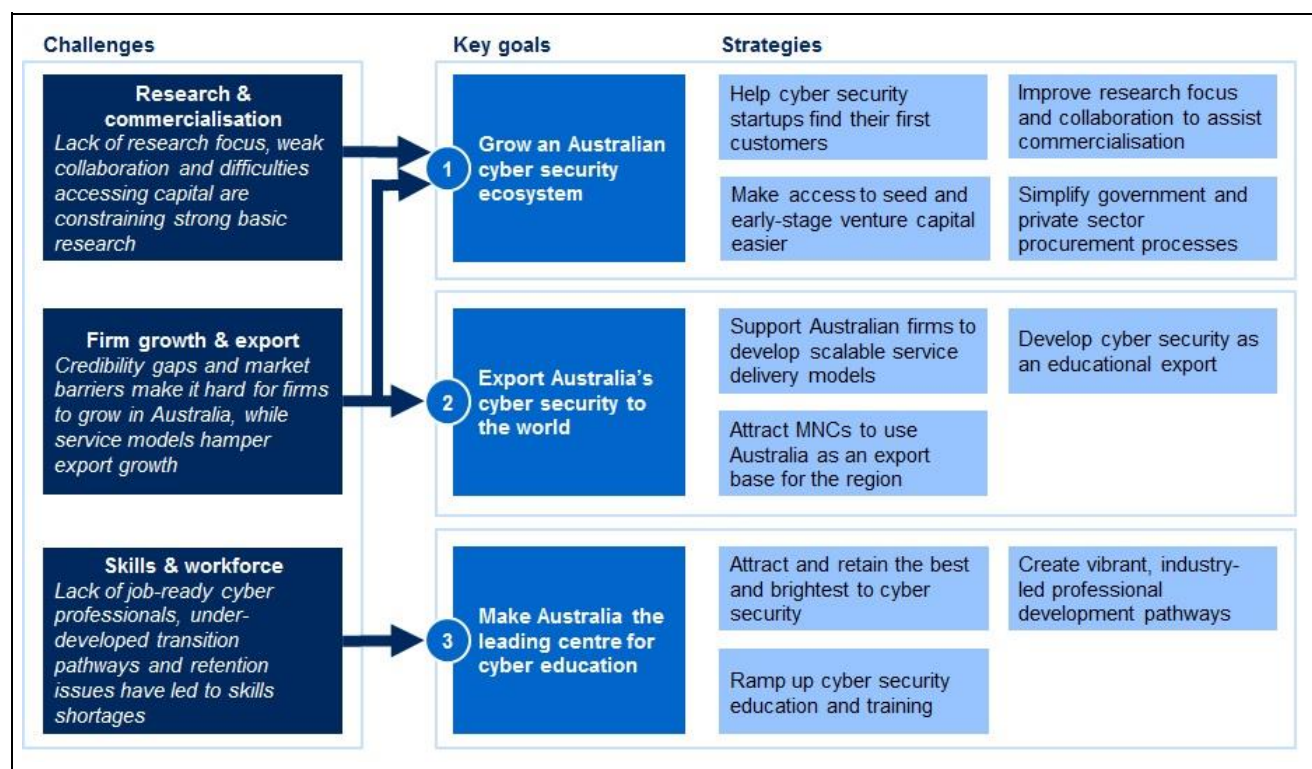 Challenges
Key goals
Strategies
Research &
commercialisation
Lack of research focus, weak
collaboration and difficulties
accessing capital are
constraining strong basic
research
1
Grow an Australian
cyber security
ecosystem
Help cyber security
startups find their first
customers
Improve research focus
and collaboration to assist
commercialisation
Make access to seed and
early-stage venture capital
easier
Simplify government and
private sector
procurement processes
Firm growth & export
Credibility gaps and market
barriers make it hard for firms
to grow in Australia, while
service models hamper
export growth
2
Export Australia's
cyber security to
the world
Support Australian firms to
develop scalable service
delivery models
Develop cyber security as
an educational export
Attract MNCs to use
Australia as an export
base for the region
Skills & workforce
Lack of job-ready cyber
professionals, under-
developed transition
pathways and retention
issues have led to skills
shortages
3
Make Australia the
leading centre for
cyber education
Attract and retain the best
and brightest to cyber
security
Create vibrant, industry-
led professional
development pathways
Ramp up cyber security
education and training